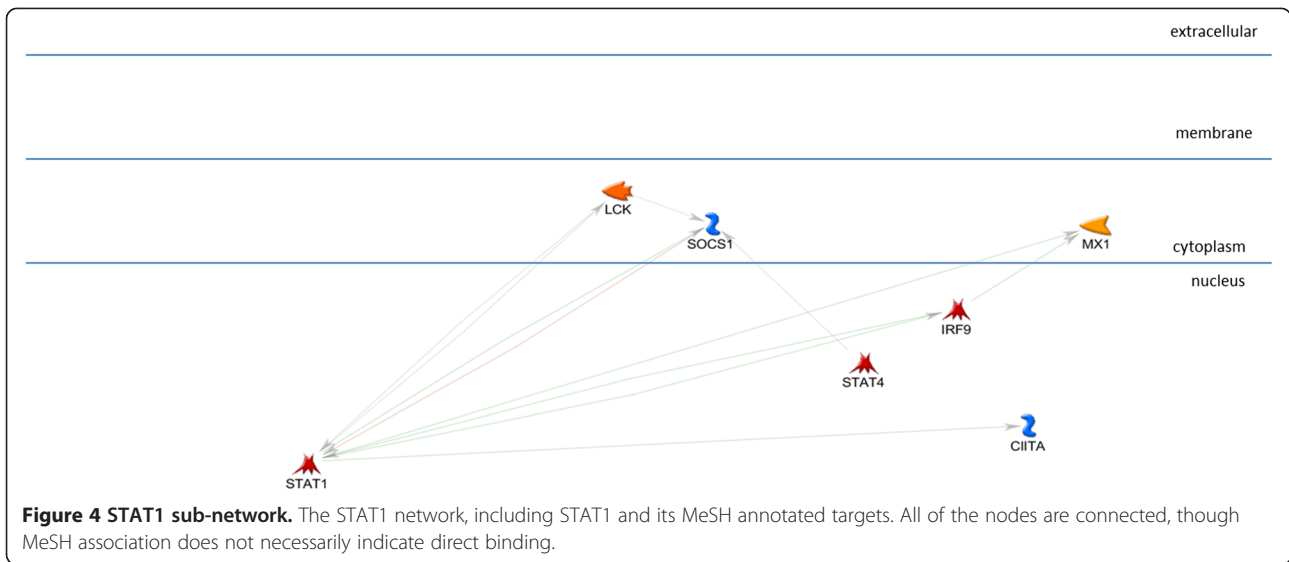 extracellular
membrane
LCK
SOCS1
MX1
cytoplasm
nucleus
IRF9
STAT4
CIITA
STAT1
Figure 4 STAT1 sub-network. The STAT1 network, including STAT1 and its MeSH annotated targets. All of the nodes are connected, though
MeSH association does not necessarily indicate direct binding.